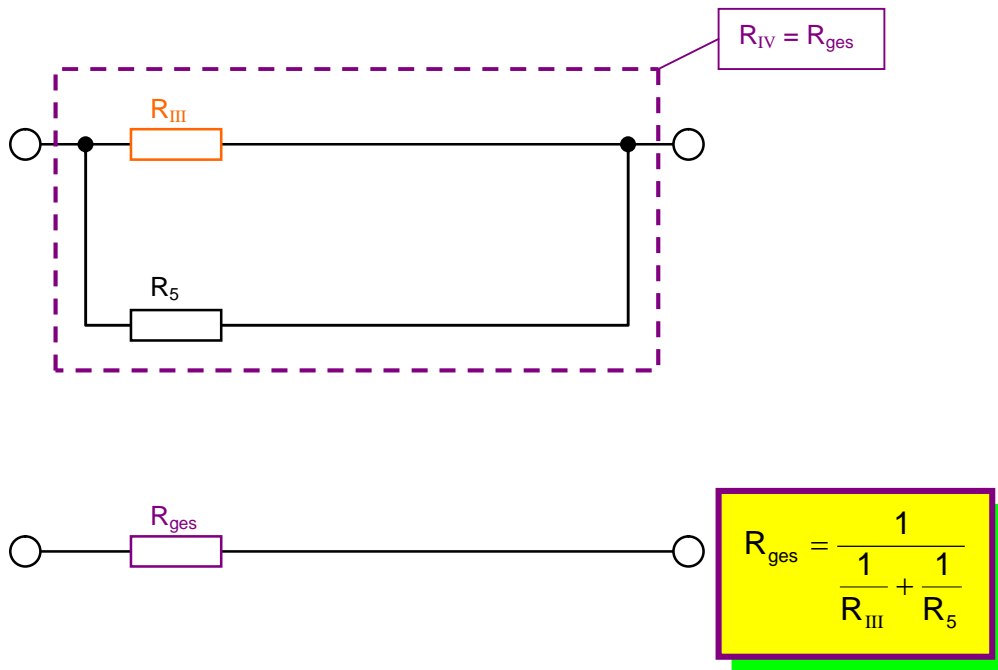 R_IV = R_ges
R_III
R_5
R_ges
R_ges = 1 / (1/R_III + 1/R_5)